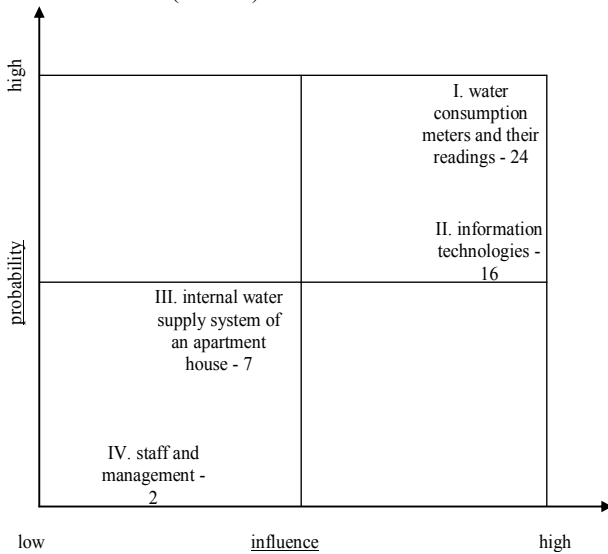 high
I. water
consumption
meters and their
readings - 24
II. information
technologies -
16
probability
III. internal water
supply system of
an apartment
house - 7
IV. staff and
management -
2
low
influence
high